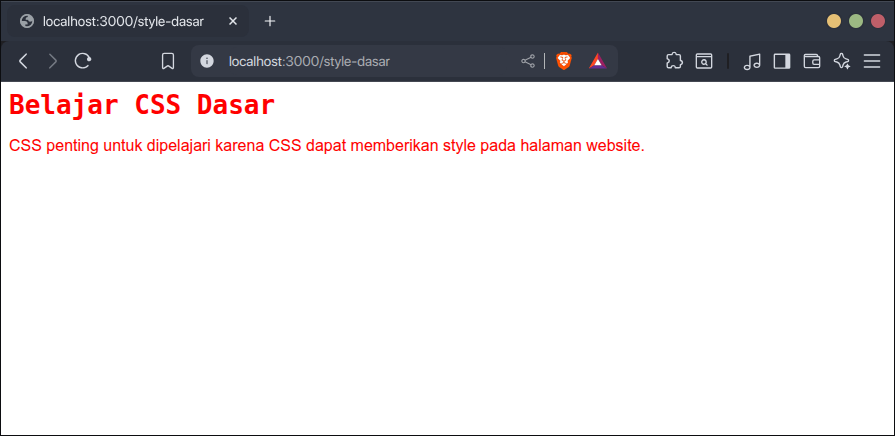 localhost:3000/style-dasar
localhost:3000/style-dasar
Belajar CSS Dasar
CSS penting untuk dipelajari karena CSS dapat memberikan style pada halaman website.